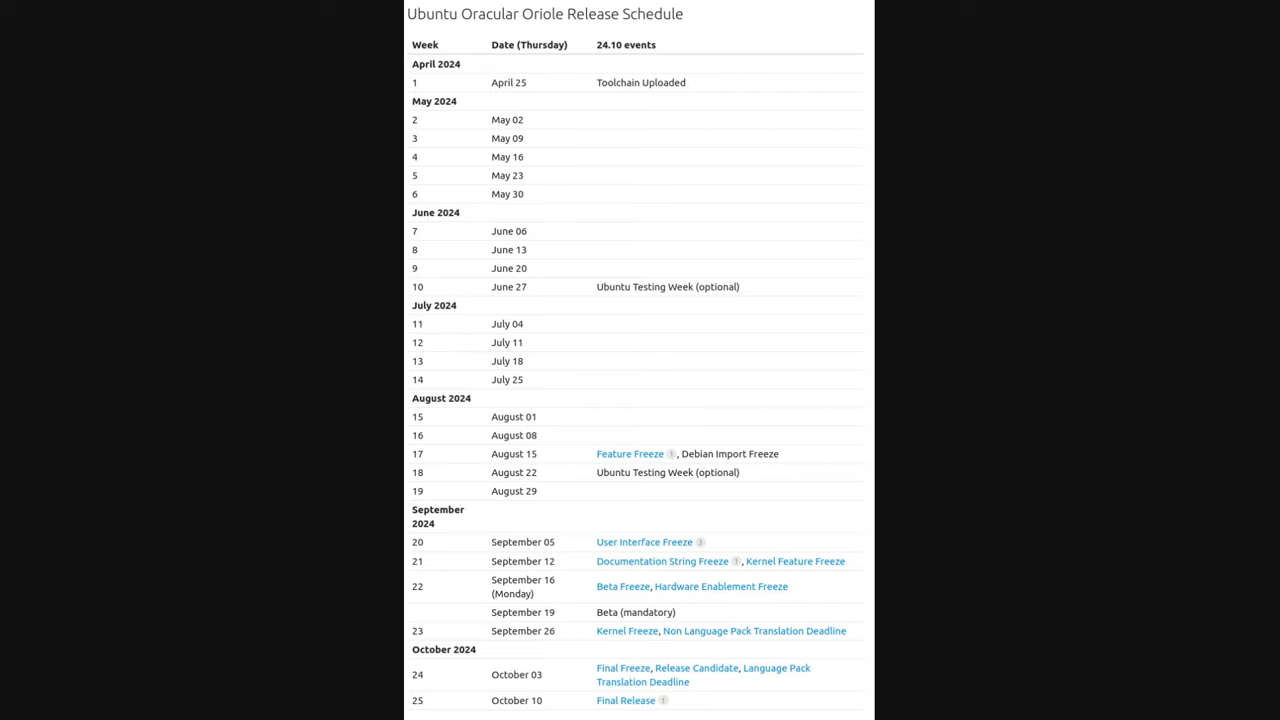 Ubuntu Oracular Oriole Release Schedule
Week Date (Thursday) 24.10 events
April 2024
1 April 25 Toolchain Uploaded
May 2024
2 May 02
3 May 09
4 May 16
5 May 23
6 May 30
June 2024
7 June 06
8 June 13
9 June 20
10 June 27 Ubuntu Testing Week (optional)
July 2024
11 July 04
12 July 11
13 July 18
14 July 25
August 2024
15 August 01
16 August 08
17 August 15 Feature Freeze 1, Debian Import Freeze
18 August 22 Ubuntu Testing Week (optional)
19 August 29
September
2024
20 September 05 User Interface Freeze 3
21 September 12 Documentation String Freeze 1, Kernel Feature Freeze
22 September 16 (Monday) Beta Freeze, Hardware Enablement Freeze
September 19 Beta (mandatory)
23 September 26 Kernel Freeze, Non Language Pack Translation Deadline
October 2024
24 October 03 Final Freeze, Release Candidate, Language Pack
Translation Deadline
25 October 10 Final Release 1